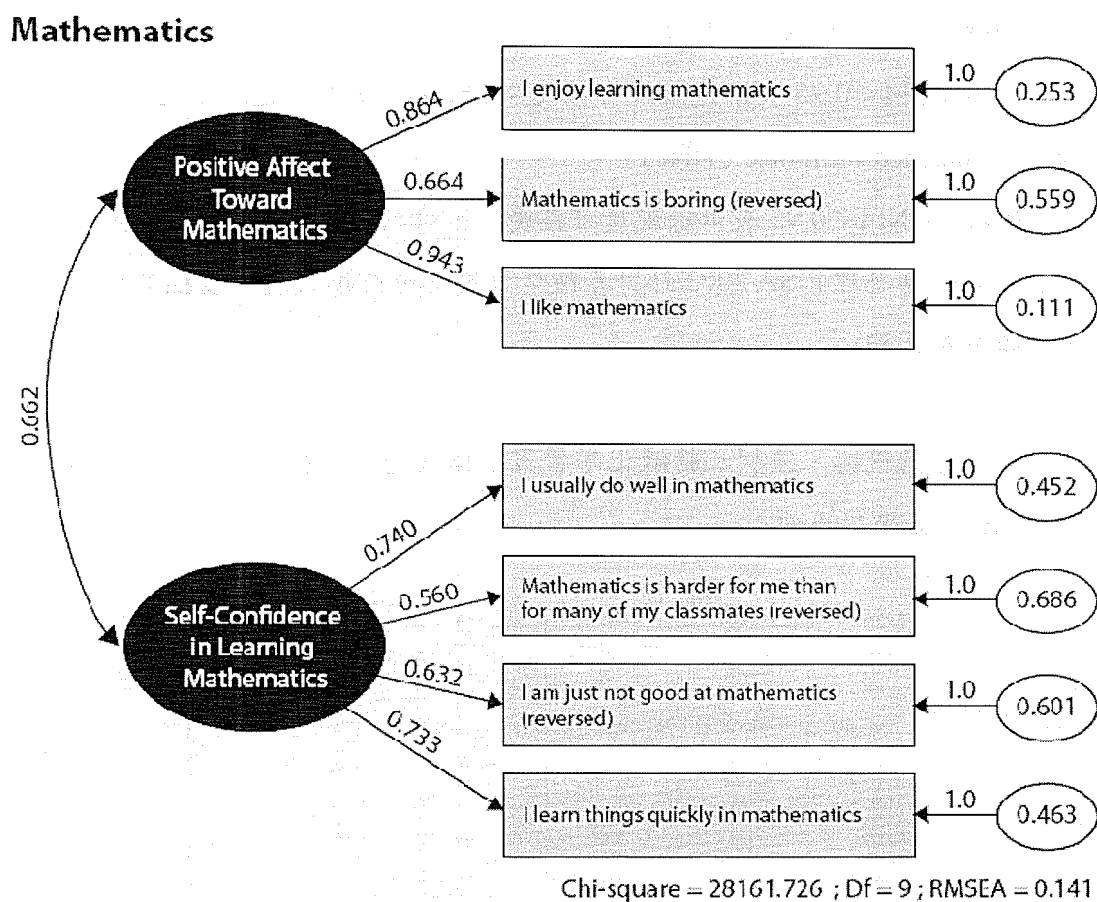 Mathematics
Positive Affect
Toward
Mathematics
0.864
0.664
0.943
I enjoy learning mathematics
1.0
0.253
Mathematics is boring (reversed)
1.0
0.559
I like mathematics
1.0
0.111
0.662
Self-Confidence
in Learning
Mathematics
0.740
0.560
0.632
0.733
I usually do well in mathematics
1.0
0.452
Mathematics is harder for me than
for many of my classmates (reversed)
1.0
0.686
I am just not good at mathematics
(reversed)
1.0
0.601
I learn things quickly in mathematics
1.0
0.463
Chi-square = 28161.726 ; Df = 9 ; RMSEA = 0.141